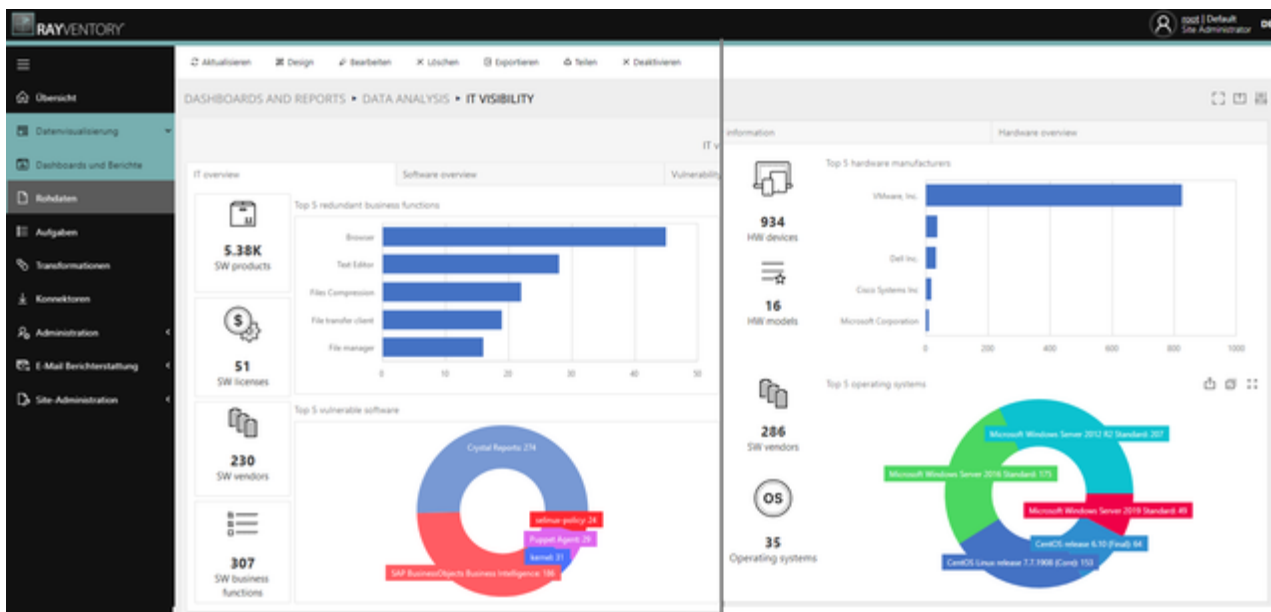 RAYVENTORY
root | Default
Site Administrator
DE
Aktualisieren Design Bearbeiten Löschen Exportieren Teilen Deaktivieren
Übersicht
Datenvisualisierung
Dashboards und Berichte
Rohdaten
Aufgaben
Transformationen
Konnektoren
Administration
E-Mail Berichterstattung
Site-Administration
DASHBOARDS AND REPORTS ▸ DATA ANALYSIS ▸ IT VISIBILITY
IT v
IT overview Software overview Vulnerability
5.38K
SW products
51
SW licenses
230
SW vendors
307
SW business
functions
Top 5 redundant business functions
Browser
Text Editor
Files Compression
File transfer client
File manager
0 10 20 30 40 50
Top 5 vulnerable software
Crystal Reports: 274
selinux-policy: 24
Puppet Agent: 29
kernel: 31
SAP BusinessObjects Business Intelligence: 186
information Hardware overview
934
HW devices
16
HW models
286
SW vendors
OS
35
Operating systems
Top 5 hardware manufacturers
VMware, Inc.
Dell Inc.
Cisco Systems Inc
Microsoft Corporation
0 200 400 600 800 1000
Top 5 operating systems
Microsoft Windows Server 2012 R2 Standard: 207
Microsoft Windows Server 2016 Standard: 175
Microsoft Windows Server 2019 Standard: 49
CentOS release 6.10 (Final): 64
CentOS Linux release 7.7.1908 (Core): 153